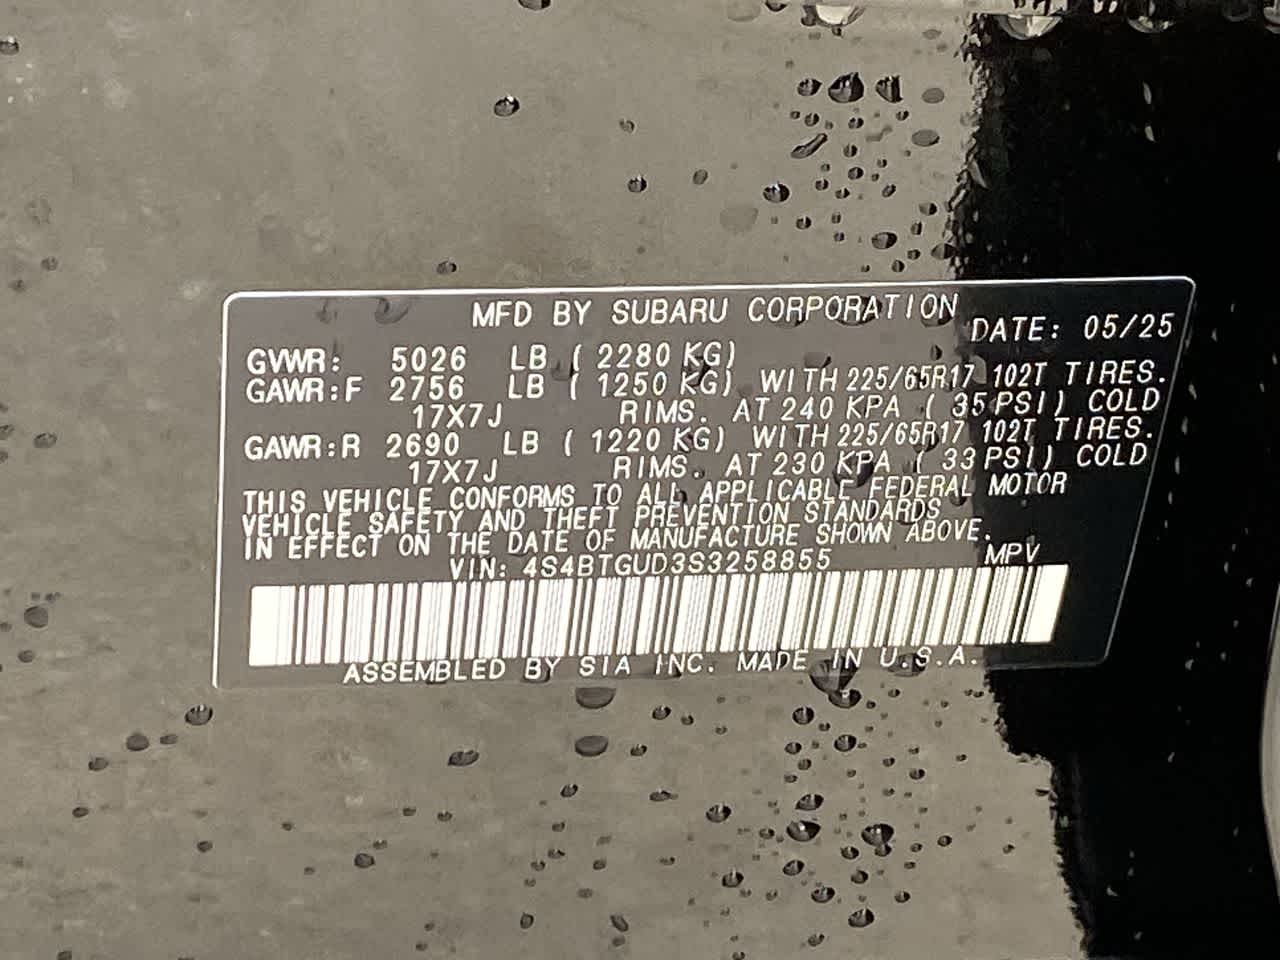 MFD BY SUBARU CORPORATION
DATE: 05/25
GVWR: 5026 LB ( 2280 KG)
GAWR:F 2756 LB ( 1250 KG) WITH 225/65R17 102T TIRES.
17X7J RIMS. AT 240 KPA ( 35 PSI) COLD
GAWR:R 2690 LB ( 1220 KG) WITH 225/65R17 102T TIRES.
17X7J RIMS. AT 230 KPA ( 33 PSI) COLD
THIS VEHICLE CONFORMS TO ALL APPLICABLE FEDERAL MOTOR
VEHICLE SAFETY AND THEFT PREVENTION STANDARDS
IN EFFECT ON THE DATE OF MANUFACTURE SHOWN ABOVE.
VIN: 4S4BTGUD3S3258855 MPV
ASSEMBLED BY SIA INC. MADE IN U.S.A.